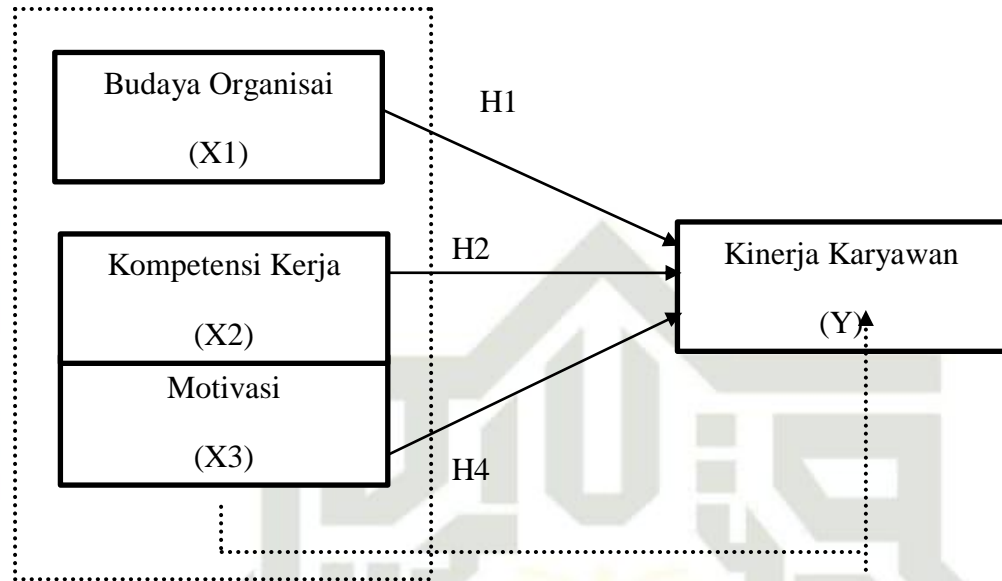 Budaya Organisai
(X1)
H1
Kompetensi Kerja
(X2)
H2
Motivasi
(X3)
H4
Kinerja Karyawan
(Y)